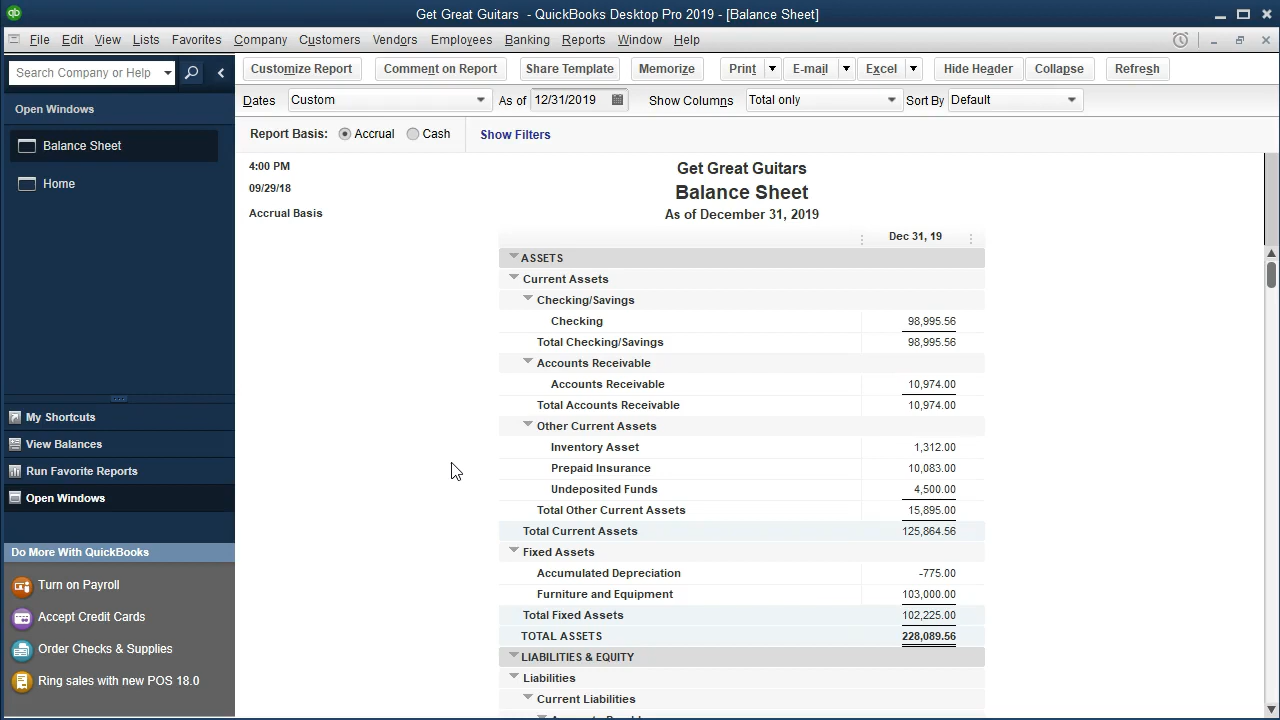 Get Great Guitars - QuickBooks Desktop Pro 2019 - [Balance Sheet]
File Edit View Lists Favorites Company Customers Vendors Employees Banking Reports Window Help
Search Company or Help
Customize Report Comment on Report Share Template Memorize Print E-mail Excel Hide Header Collapse Refresh
Open Windows
Dates Custom As of 12/31/2019 Show Columns Total only Sort By Default
Report Basis: Accrual Cash Show Filters
Balance Sheet
Home
My Shortcuts
View Balances
Run Favorite Reports
Open Windows
Do More With QuickBooks
Turn on Payroll
Accept Credit Cards
Order Checks & Supplies
Ring sales with new POS 18.0
4:00 PM
09/29/18
Accrual Basis
Get Great Guitars
Balance Sheet
As of December 31, 2019
Dec 31, 19
ASSETS
Current Assets
Checking/Savings
Checking 98,995.56
Total Checking/Savings 98,995.56
Accounts Receivable
Accounts Receivable 10,974.00
Total Accounts Receivable 10,974.00
Other Current Assets
Inventory Asset 1,312.00
Prepaid Insurance 10,083.00
Undeposited Funds 4,500.00
Total Other Current Assets 15,895.00
Total Current Assets 125,864.56
Fixed Assets
Accumulated Depreciation -775.00
Furniture and Equipment 103,000.00
Total Fixed Assets 102,225.00
TOTAL ASSETS 228,089.56
LIABILITIES & EQUITY
Liabilities
Current Liabilities